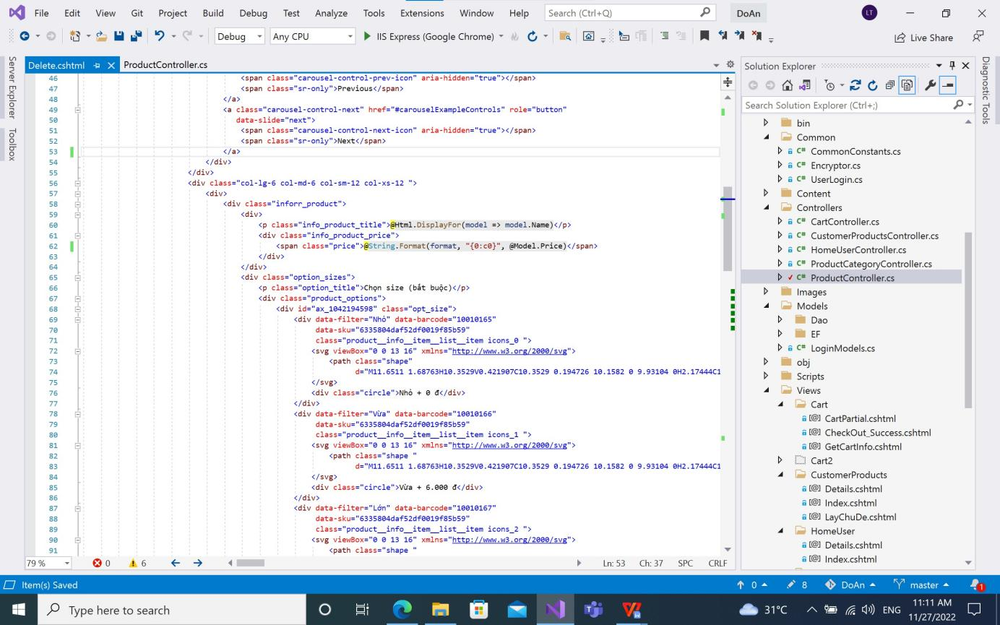 File Edit View Git Project Build Debug Test Analyze Tools Extensions Window Help Search (Ctrl+Q) DoAn LT
Debug Any CPU IIS Express (Google Chrome) Live Share
Server Explorer
Toolbox
Delete.cshtml ProductController.cs
46 <span class="carousel-control-prev-icon" aria-hidden="true"></span>
47 <span class="sr-only">Previous</span>
48 </a>
49 <a class="carousel-control-next" href="#carouselExampleControls" role="button"
50 data-slide="next">
51 <span class="carousel-control-next-icon" aria-hidden="true"></span>
52 <span class="sr-only">Next</span>
53 </a>
54 </div>
55 </div>
56 <div class="col-lg-6 col-md-6 col-sm-12 col-xs-12 ">
57 <div>
58 <div class="inforr_product">
59 <div>
60 <p class="info_product_title">@Html.DisplayFor(model => model.Name)</p>
61 <div class="info_product_price">
62 <span class="price">@String.Format(format, "{0:c0}", @Model.Price)</span>
63 </div>
64 </div>
65 <div class="option_sizes">
66 <p class="option_title">Chọn size (bắt buộc)</p>
67 <div class="product_options">
68 <div id="ax_1042194598" class="opt_size">
69 <div data-filter="Nhỏ" data-barcode="10010165"
70 data-sku="6335804daf52df0019f85b59"
71 class="product__info__item__list__item icons_0 ">
72 <svg viewBox="0 0 13 16" xmlns="http://www.w3.org/2000/svg">
73 <path class="shape"
74 d="M11.6511 1.68763H10.3529V0.421907C10.3529 0.194726 10.1582 0 9.93104 0H2.17444C1
75 </svg>
76 <div class="circle">Nhỏ + 0 đ</div>
77 </div>
78 <div data-filter="Vừa" data-barcode="10010166"
79 data-sku="6335804daf52df0019f85b59"
80 class="product__info__item__list__item icons_1 ">
81 <svg viewBox="0 0 13 16" xmlns="http://www.w3.org/2000/svg">
82 <path class="shape "
83 d="M11.6511 1.68763H10.3529V0.421907C10.3529 0.194726 10.1582 0 9.93104 0H2.17444C1
84 </svg>
85 <div class="circle">Vừa + 6.000 đ</div>
86 </div>
87 <div data-filter="Lớn" data-barcode="10010167"
88 data-sku="6335804daf52df0019f85b59"
89 class="product__info__item__list__item icons_2 ">
90 <svg viewBox="0 0 13 16" xmlns="http://www.w3.org/2000/svg">
91 <path class="shape "
79 % 0 6 Ln: 53 Ch: 37 SPC CRLF
Solution Explorer
Search Solution Explorer (Ctrl+;)
bin
Common
C# CommonConstants.cs
C# Encryptor.cs
C# UserLogin.cs
Content
Controllers
C# CartController.cs
C# CustomerProductsController.cs
C# HomeUserController.cs
C# ProductCategoryController.cs
C# ProductController.cs
Images
Models
Dao
EF
C# LoginModels.cs
obj
Scripts
Views
Cart
[@] CartPartial.cshtml
[@] CheckOut_Success.cshtml
[@] GetCartInfo.cshtml
Cart2
CustomerProducts
[@] Details.cshtml
[@] Index.cshtml
[@] LayChuDe.cshtml
HomeUser
[@] Details.cshtml
[@] Index.cshtml
Diagnostic Tools
Item(s) Saved 0 8 DoAn master 1
Type here to search 31°C ENG 11:11 AM
11/27/2022